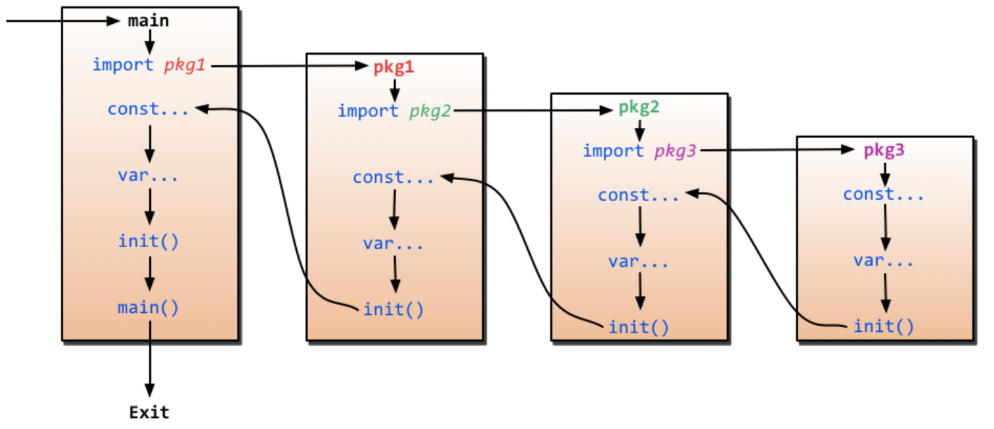 main
import pkg1
const...
var...
init()
main()
Exit
pkg1
import pkg2
const...
var...
init()
pkg2
import pkg3
const...
var...
init()
pkg3
const...
var...
init()